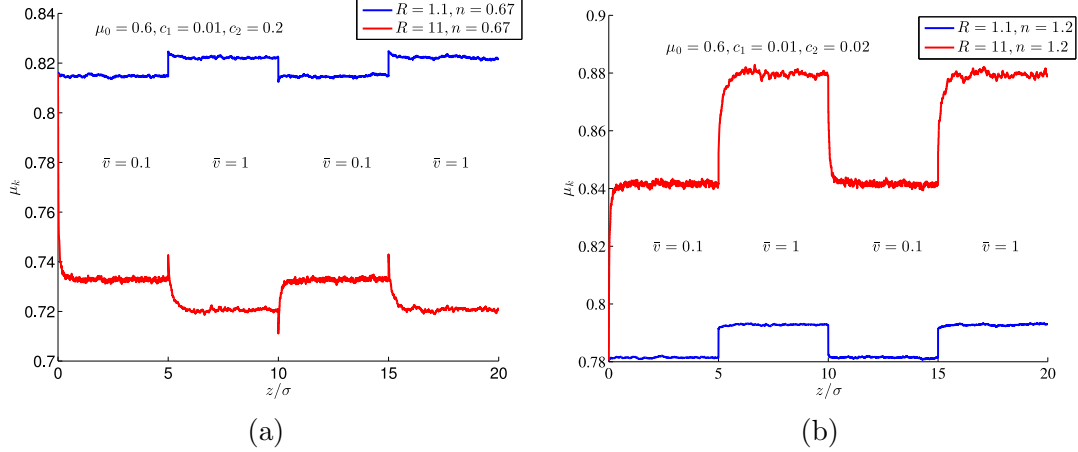 0.84
0.82
0.8
0.78
0.76
0.74
0.72
0.7
μₖ
μ₀ = 0.6, c₁ = 0.01, c₂ = 0.2
R = 1.1, n = 0.67
R = 11, n = 0.67
v̄ = 0.1 v̄ = 1 v̄ = 0.1 v̄ = 1
0 5 10 15 20
z/σ
(a)
0.9
0.88
0.86
0.84
0.82
0.8
0.78
μₖ
μ₀ = 0.6, c₁ = 0.01, c₂ = 0.02
R = 1.1, n = 1.2
R = 11, n = 1.2
v̄ = 0.1 v̄ = 1 v̄ = 0.1 v̄ = 1
0 5 10 15 20
z/σ
(b)